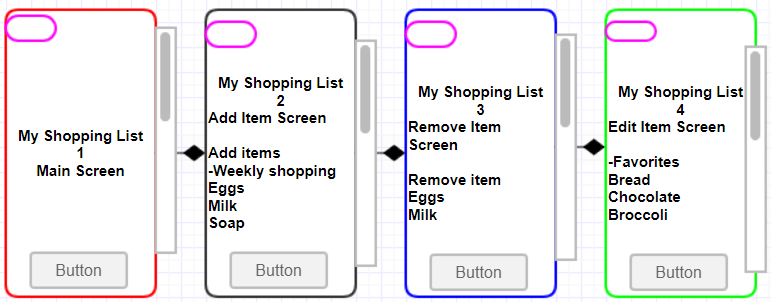 My Shopping List
1
Main Screen
Button
My Shopping List
2
Add Item Screen
Add items
-Weekly shopping
Eggs
Milk
Soap
Button
My Shopping List
3
Remove Item
Screen
Remove item
Eggs
Milk
Button
My Shopping List
4
Edit Item Screen
-Favorites
Bread
Chocolate
Broccoli
Button